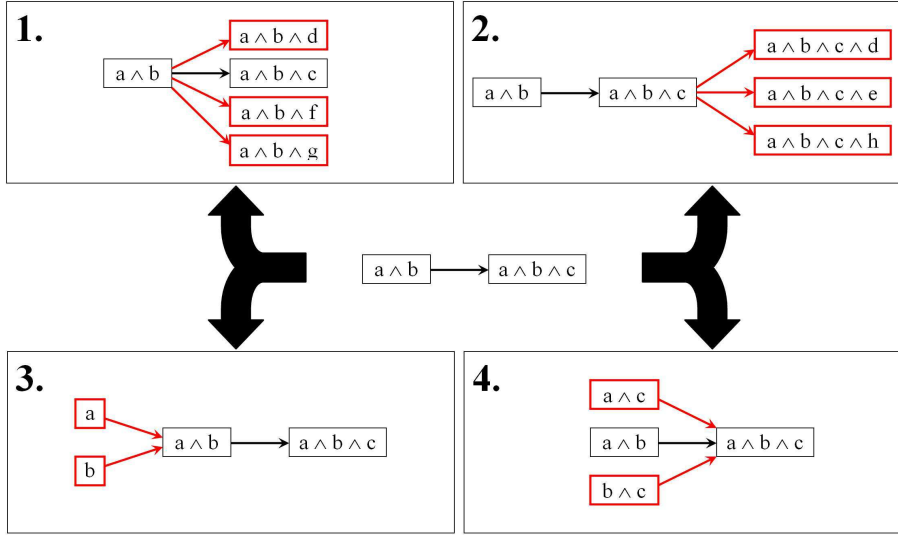 1.
a ∧ b ∧ d
a ∧ b
a ∧ b ∧ c
a ∧ b ∧ f
a ∧ b ∧ g
2.
a ∧ b ∧ c ∧ d
a ∧ b
a ∧ b ∧ c
a ∧ b ∧ c ∧ e
a ∧ b ∧ c ∧ h
a ∧ b
a ∧ b ∧ c
3.
a
a ∧ b
a ∧ b ∧ c
b
4.
a ∧ c
a ∧ b
a ∧ b ∧ c
b ∧ c